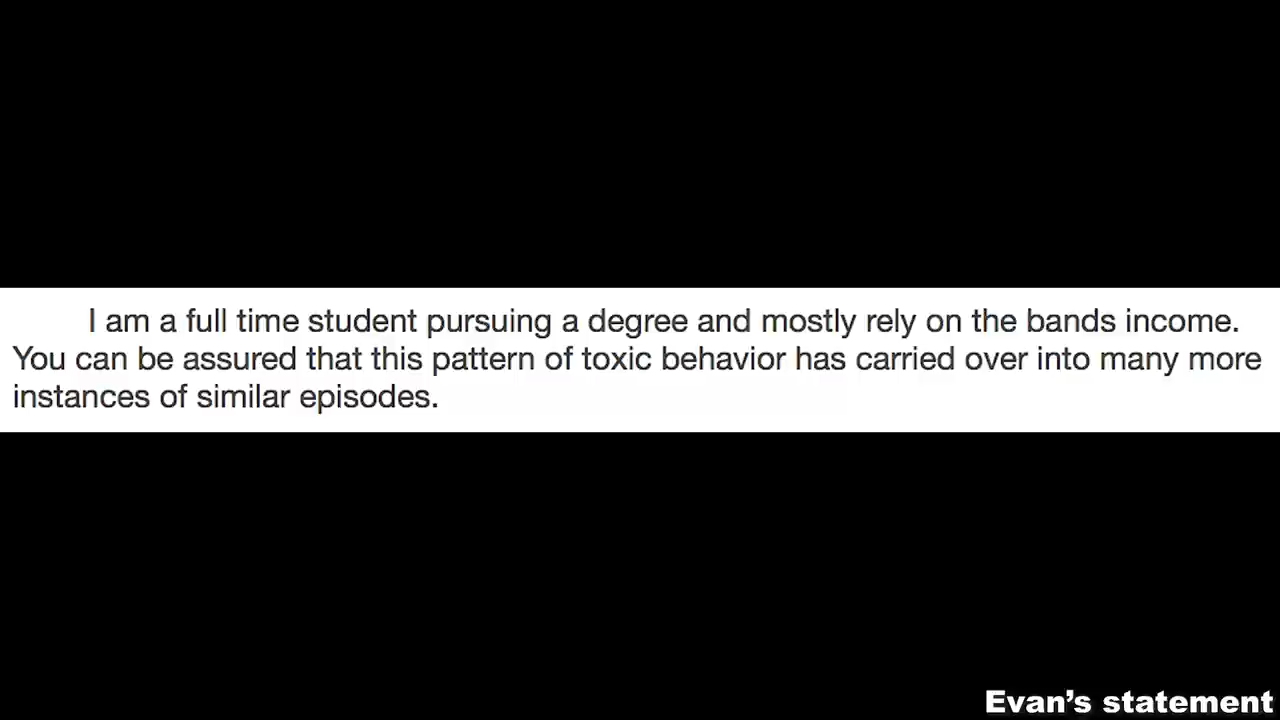 I am a full time student pursuing a degree and mostly rely on the bands income.
You can be assured that this pattern of toxic behavior has carried over into many more
instances of similar episodes.
Evan's statement